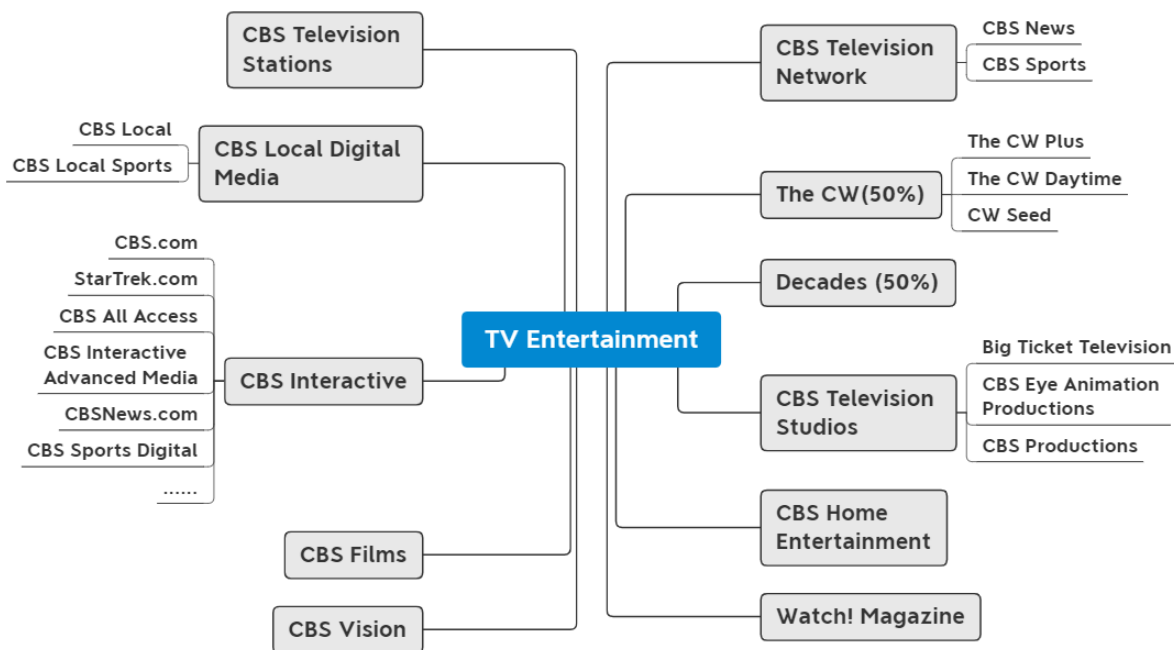 TV Entertainment
CBS Television
Stations
CBS Local Digital
Media
CBS Local
CBS Local Sports
CBS Interactive
CBS.com
StarTrek.com
CBS All Access
CBS Interactive
Advanced Media
CBSNews.com
CBS Sports Digital
......
CBS Films
CBS Vision
CBS Television
Network
CBS News
CBS Sports
The CW(50%)
The CW Plus
The CW Daytime
CW Seed
Decades (50%)
CBS Television
Studios
Big Ticket Television
CBS Eye Animation
Productions
CBS Productions
CBS Home
Entertainment
Watch! Magazine